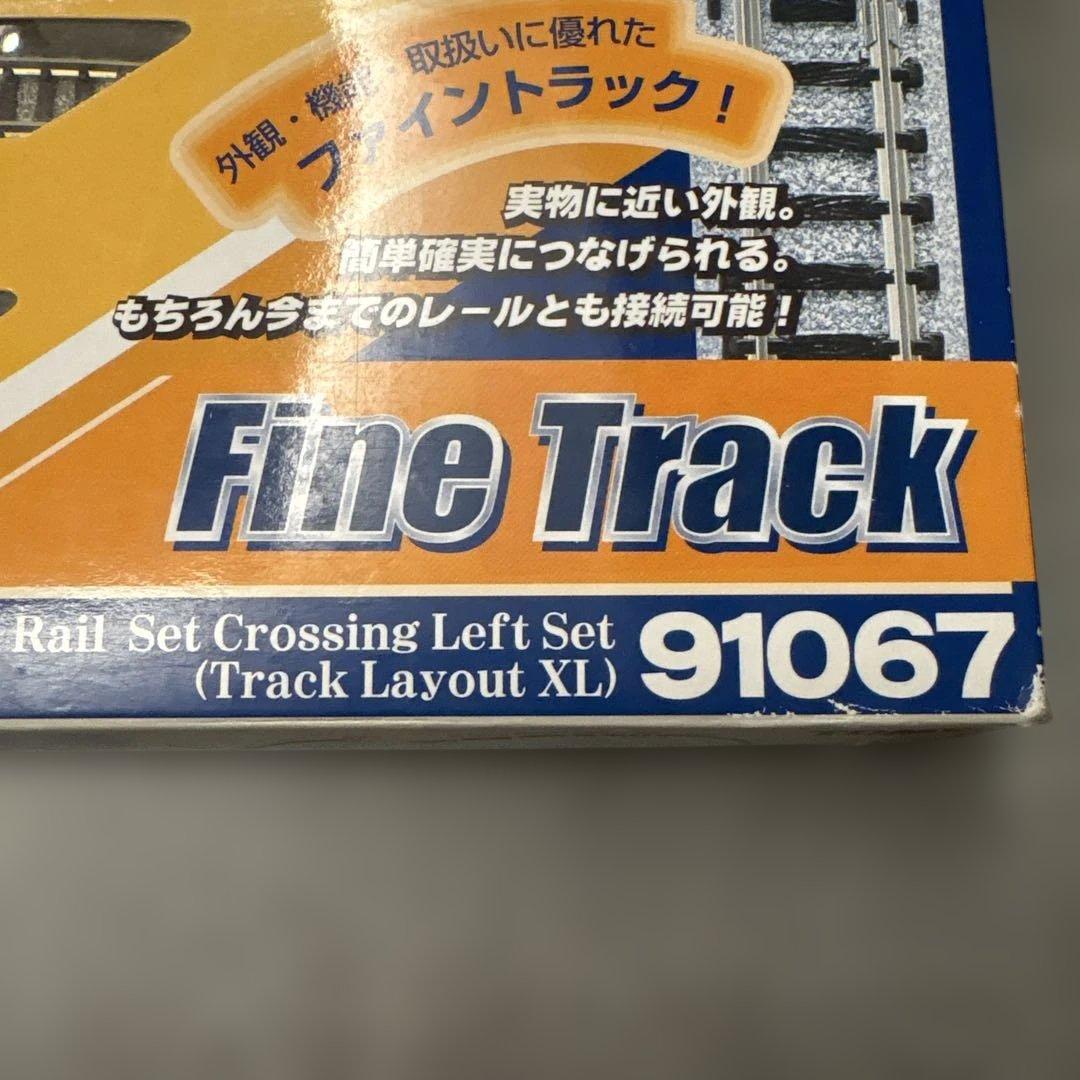 外観・機能・取扱いに優れた
ファイントラック!
実物に近い外観。
簡単確実につなげられる。
もちろん今までのレールとも接続可能!
Fine Track
Rail Set Crossing Left Set
(Track Layout XL)
91067